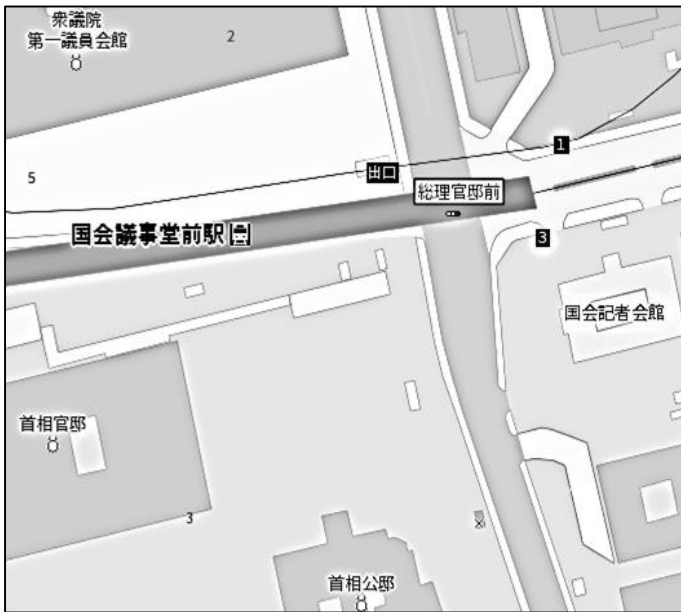 衆議院
第一議員会館
2
1
5
出口
総理官邸前
国会議事堂前駅
3
国会記者会館
首相官邸
3
首相公邸